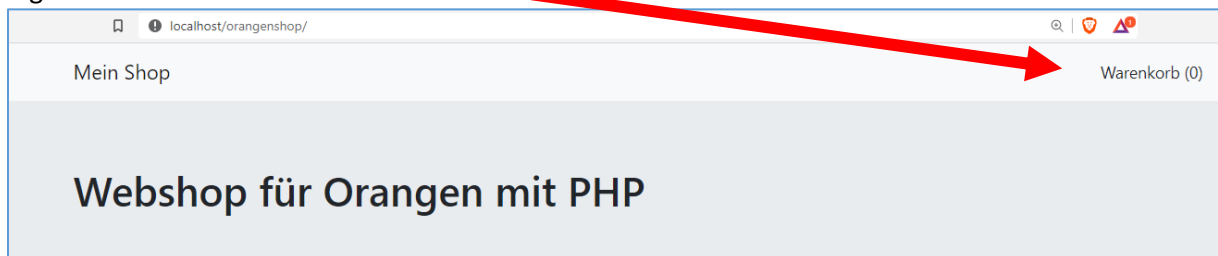 localhost/orangenshop/
Mein Shop
Warenkorb (0)
Webshop für Orangen mit PHP